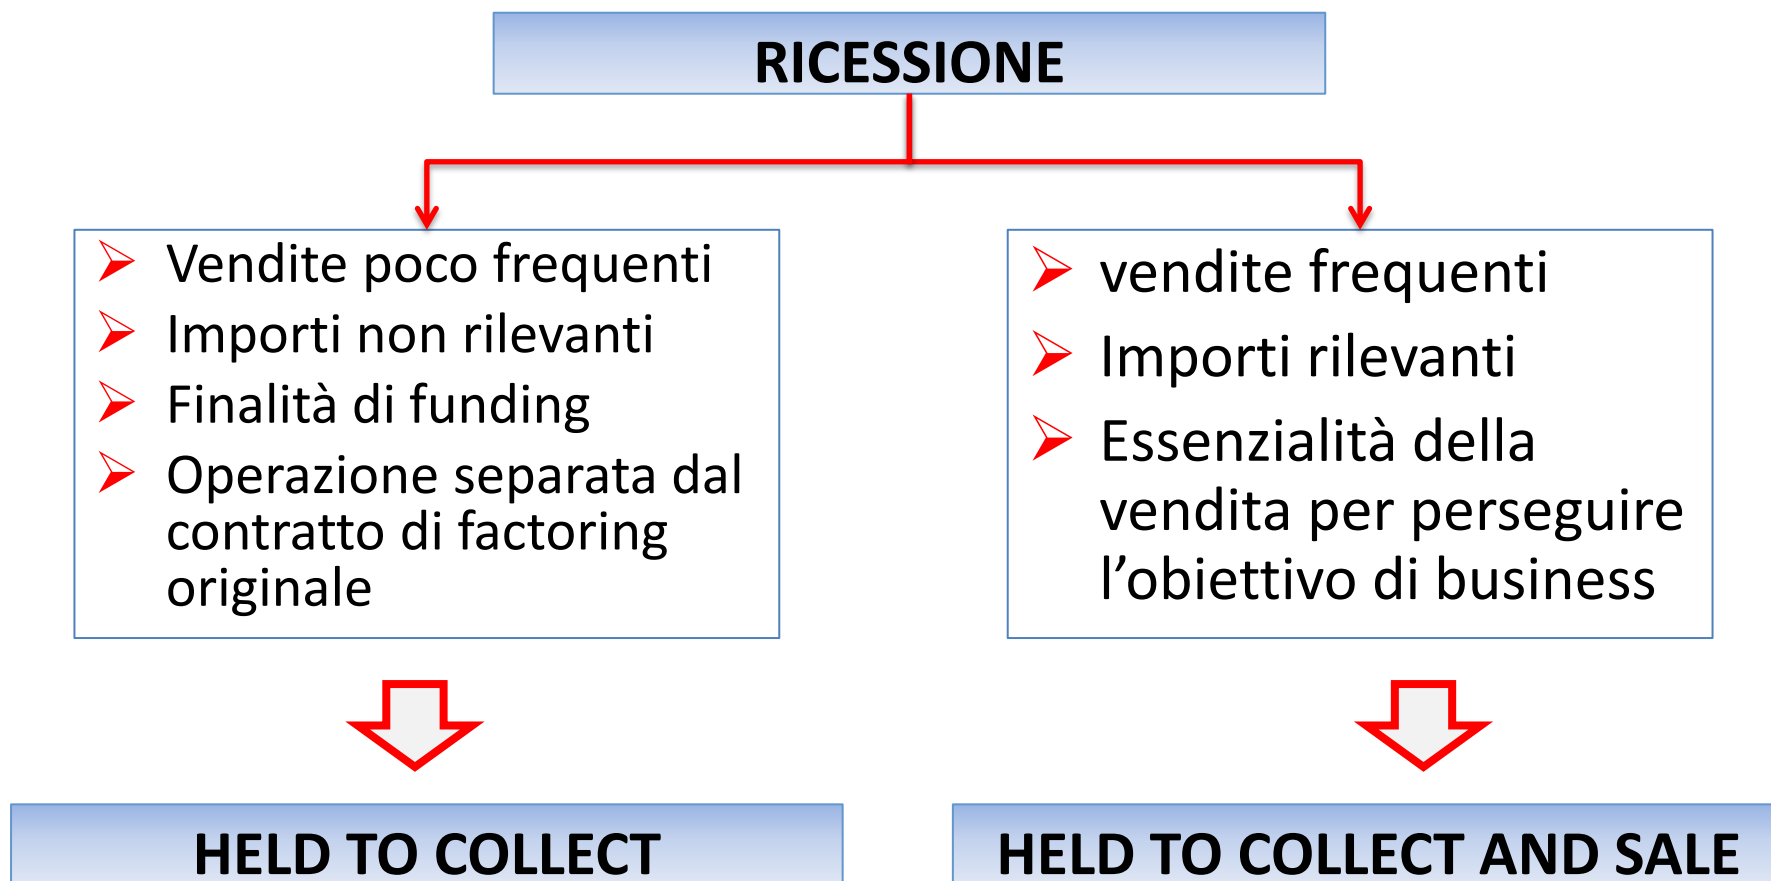 RICESSIONE
Vendite poco frequenti
Importi non rilevanti
Finalità di funding
Operazione separata dal
contratto di factoring
originale
vendite frequenti
Importi rilevanti
Essenzialità della
vendita per perseguire
l’obiettivo di business
HELD TO COLLECT
HELD TO COLLECT AND SALE